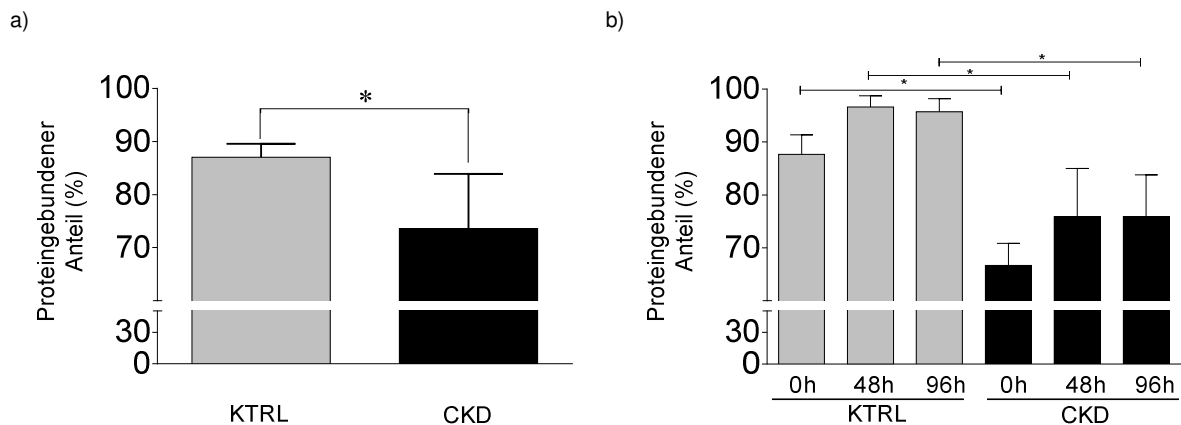 a)
Proteingebundener
Anteil (%)
100
90
80
70
30
0
*
KTRL
CKD
b)
Proteingebundener
Anteil (%)
100
90
80
70
30
0
*
*
*
0h
48h
96h
0h
48h
96h
KTRL
CKD